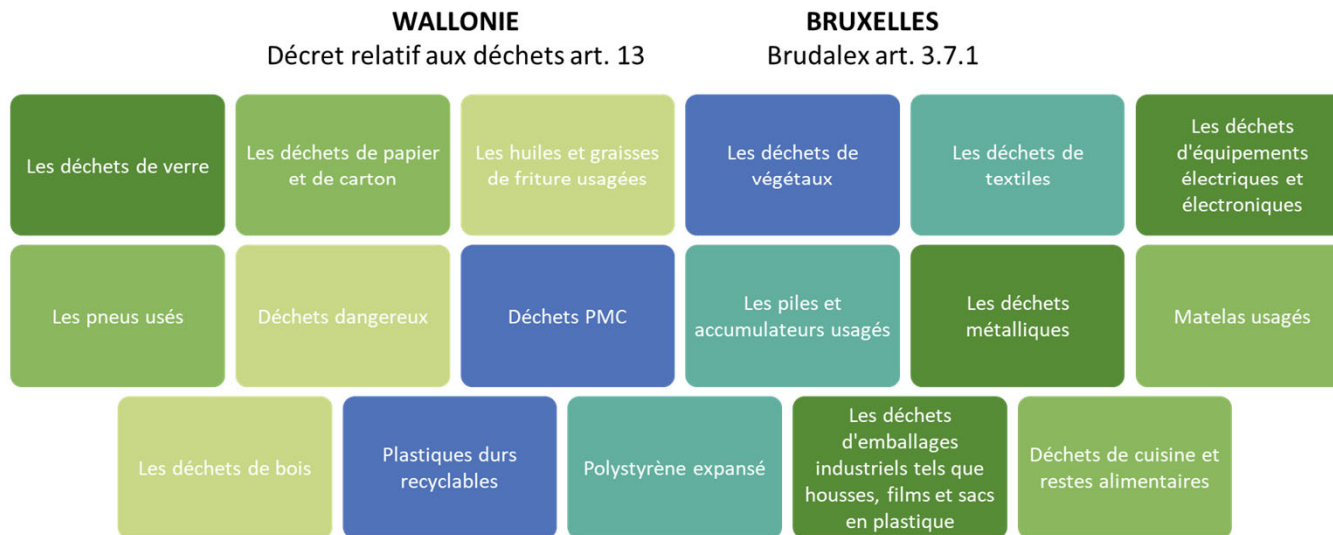 WALLONIE
Décret relatif aux déchets art. 13
BRUXELLES
Brudalex art. 3.7.1
Les déchets de verre
Les déchets de papier
et de carton
Les huiles et graisses
de friture usagées
Les déchets de
végétaux
Les déchets de
textiles
Les déchets
d'équipements
électriques et
électroniques
Les pneus usés
Déchets dangereux
Déchets PMC
Les piles et
accumulateurs usagés
Les déchets
métalliques
Matelas usagés
Les déchets de bois
Plastiques durs
recyclables
Polystyrène expansé
Les déchets
d'emballages
industriels tels que
housses, films et sacs
en plastique
Déchets de cuisine et
restes alimentaires